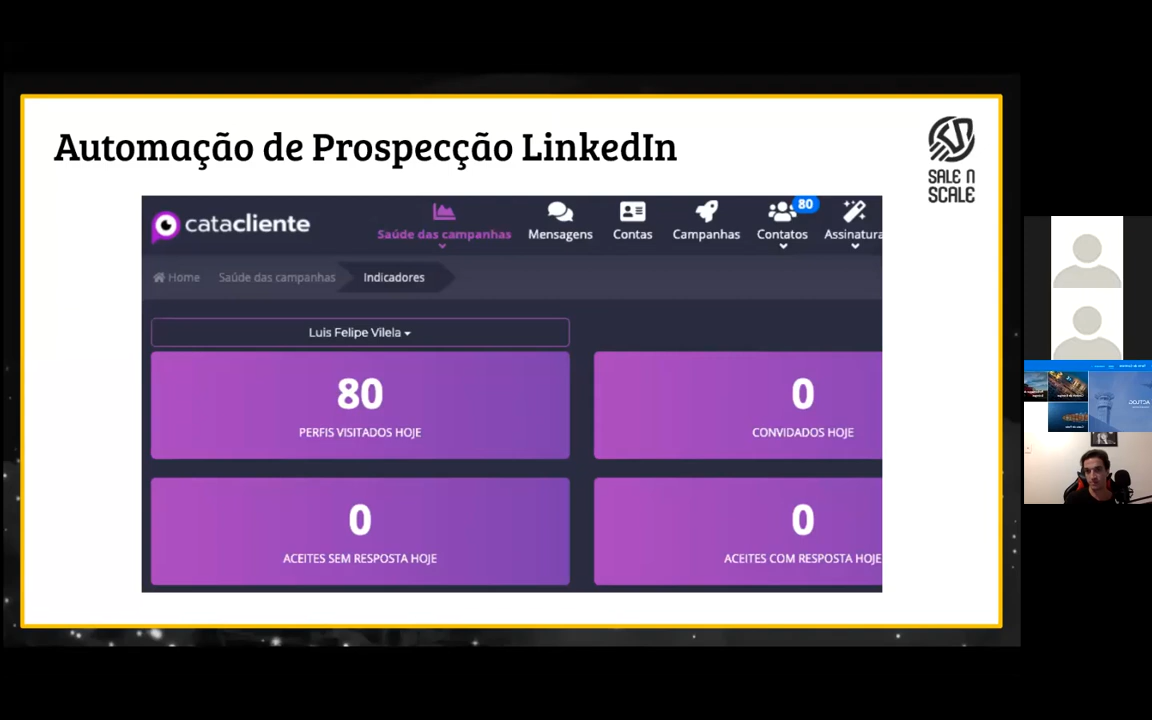 Automação de Prospecção LinkedIn
SALE N
SCALE
catacliente
Saúde das campanhas
Mensagens
Contas
Campanhas
80
Contatos
Assinatura
Home
Saúde das campanhas
Indicadores
Luis Felipe Vilela
80
PERFIS VISITADOS HOJE
0
CONVIDADOS HOJE
0
ACEITES SEM RESPOSTA HOJE
0
ACEITES COM RESPOSTA HOJE